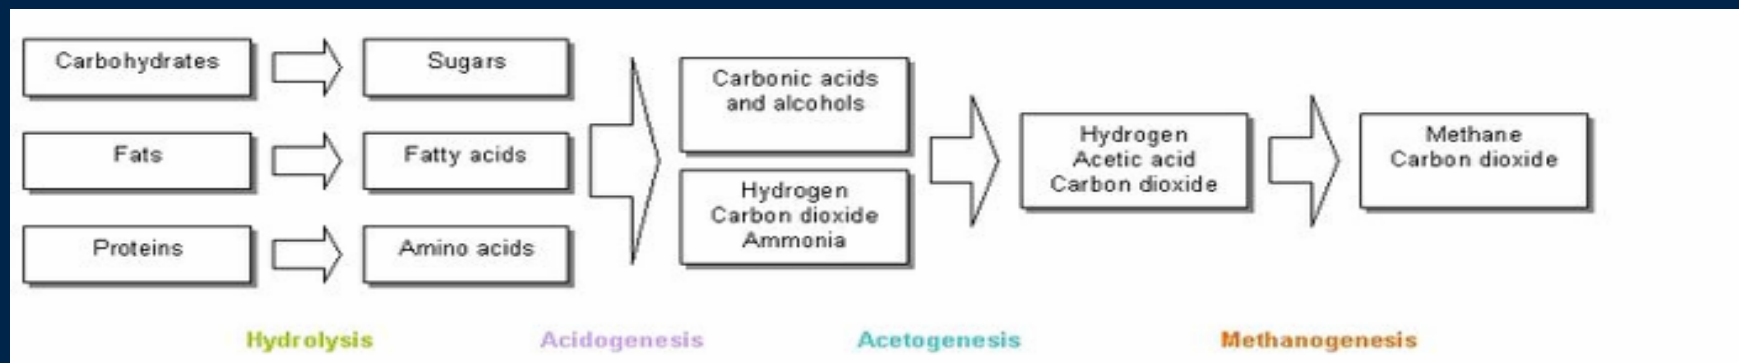 Carbohydrates
Sugars
Fats
Fatty acids
Proteins
Amino acids
Carbonic acids
and alcohols
Hydrogen
Carbon dioxide
Ammonia
Hydrogen
Acetic acid
Carbon dioxide
Methane
Carbon dioxide
Hydrolysis
Acidogenesis
Acetogenesis
Methanogenesis